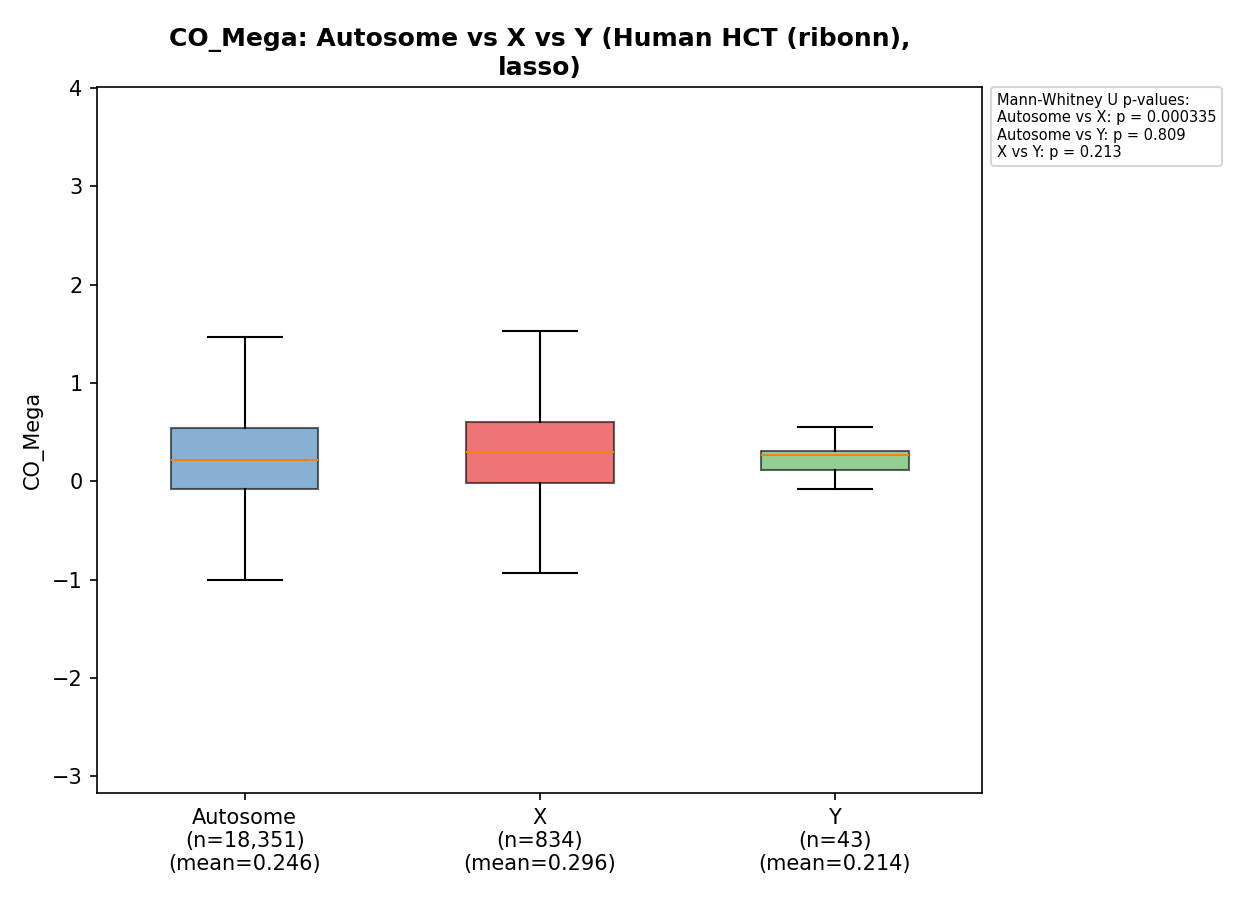 CO_Mega: Autosome vs X vs Y (Human HCT (ribonn),
lasso)
Mann-Whitney U p-values:
Autosome vs X: p = 0.000335
Autosome vs Y: p = 0.809
X vs Y: p = 0.213
CO_Mega
4
3
2
1
0
−1
−2
−3
Autosome
(n=18,351)
(mean=0.246)
X
(n=834)
(mean=0.296)
Y
(n=43)
(mean=0.214)